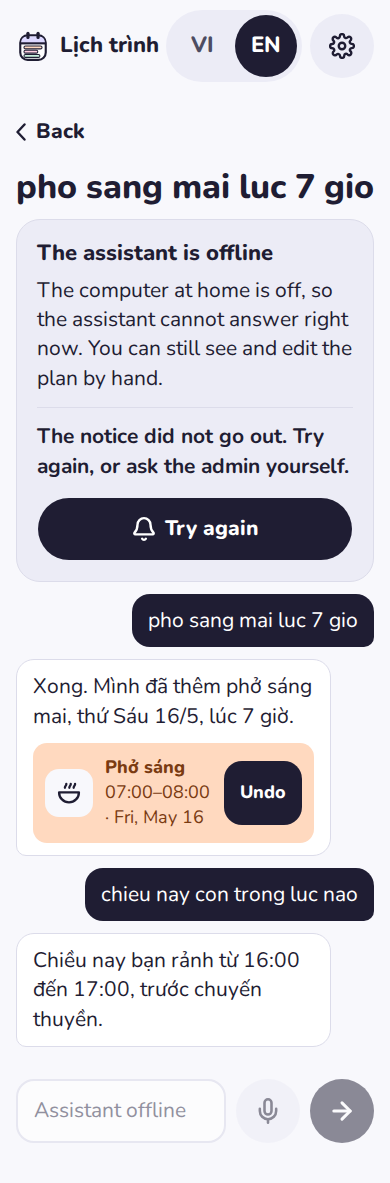 Lịch trình
VI
EN
Back
pho sang mai luc 7 gio
The assistant is offline
The computer at home is off, so
the assistant cannot answer right
now. You can still see and edit the
plan by hand.
The notice did not go out. Try
again, or ask the admin yourself.
Try again
pho sang mai luc 7 gio
Xong. Mình đã thêm phở sáng
mai, thứ Sáu 16/5, lúc 7 giờ.
Phở sáng
07:00–08:00
· Fri, May 16
Undo
chieu nay con trong luc nao
Chiều nay bạn rảnh từ 16:00
đến 17:00, trước chuyến
thuyền.
Assistant offline